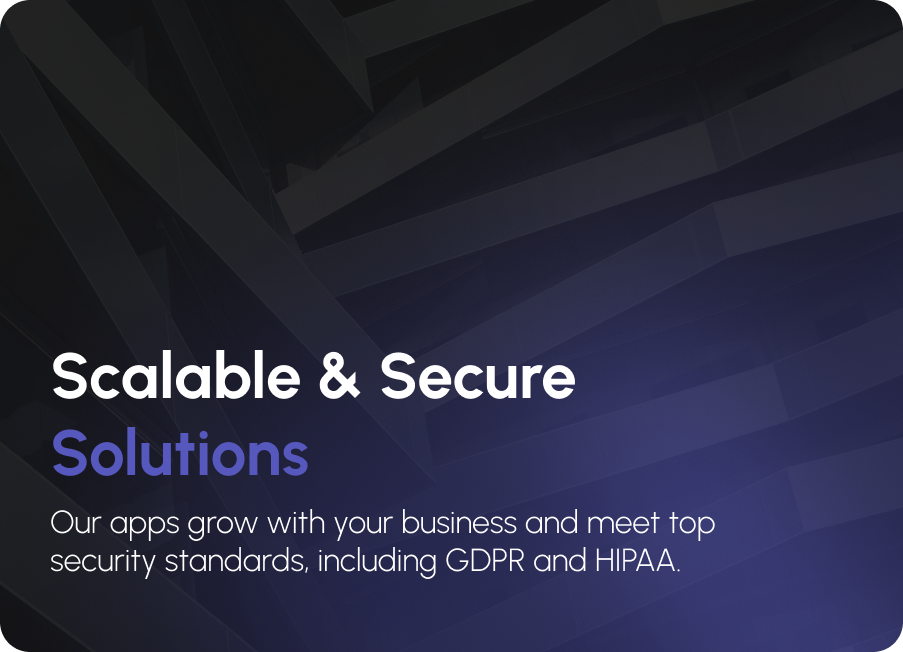 Scalable & Secure
Solutions
Our apps grow with your business and meet top
security standards, including GDPR and HIPAA.